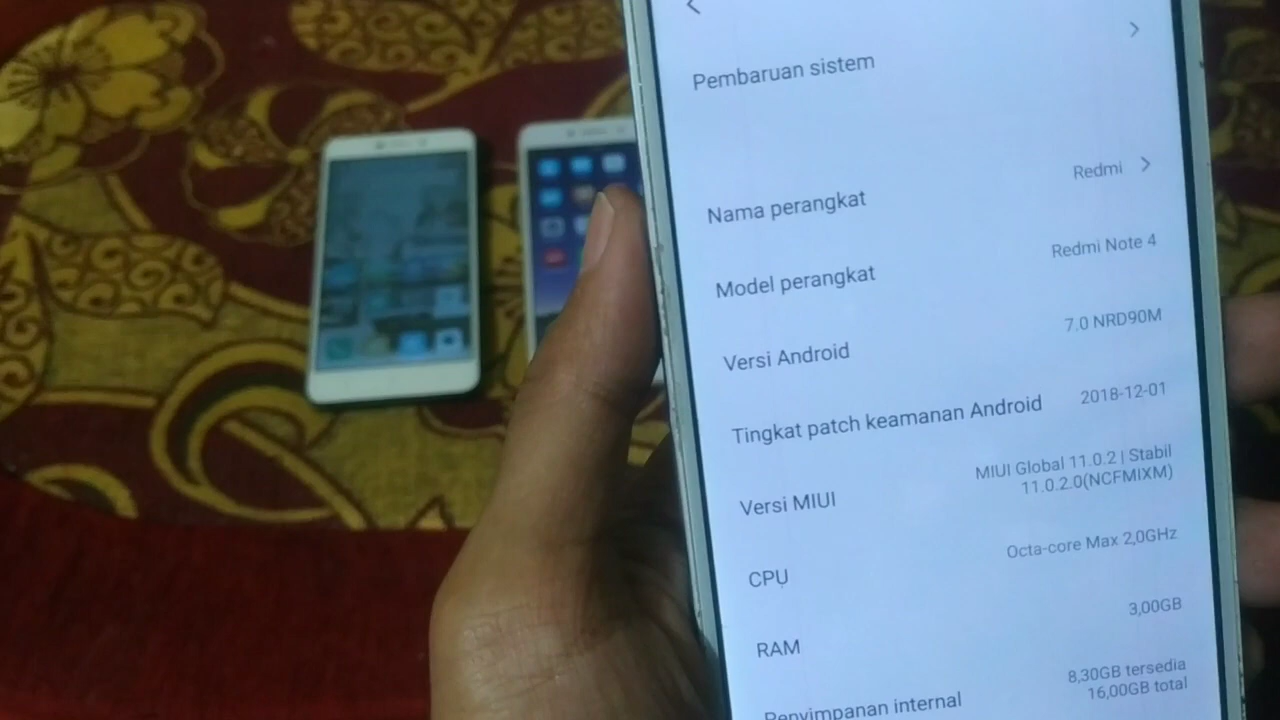 Pembaruan sistem
Nama perangkat
Redmi
Model perangkat
Redmi Note 4
Versi Android
7.0 NRD90M
Tingkat patch keamanan Android
2018-12-01
Versi MIUI
MIUI Global 11.0.2 | Stabil
11.0.2.0(NCFMIXM)
CPU
Octa-core Max 2,0GHz
RAM
3,00GB
Penyimpanan internal
8,30GB tersedia
16,00GB total